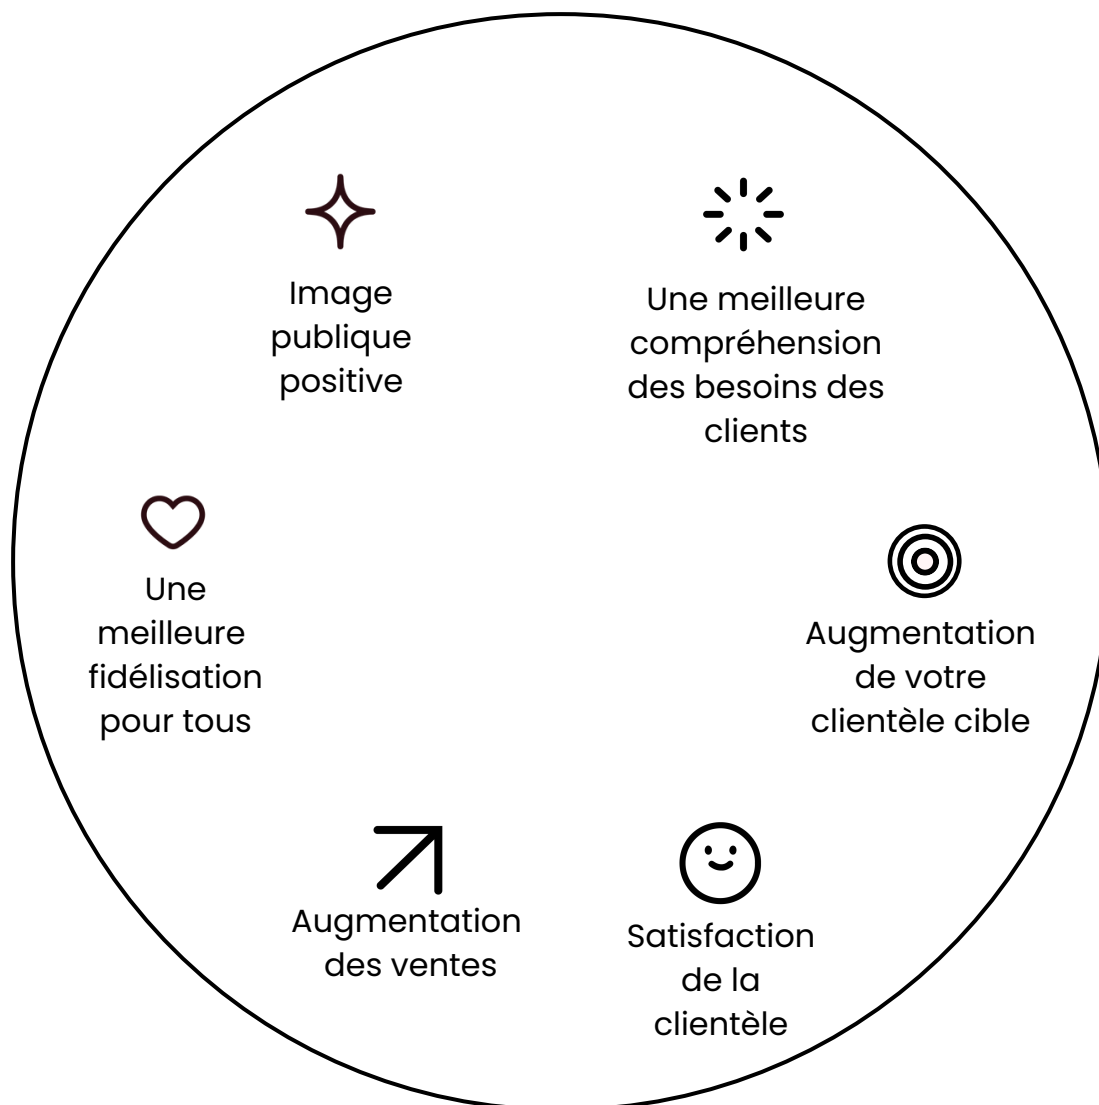 Image
publique
positive
Une meilleure
compréhension
des besoins des
clients
Une
meilleure
fidélisation
pour tous
Augmentation
de votre
clientèle cible
Augmentation
des ventes
Satisfaction
de la
clientèle